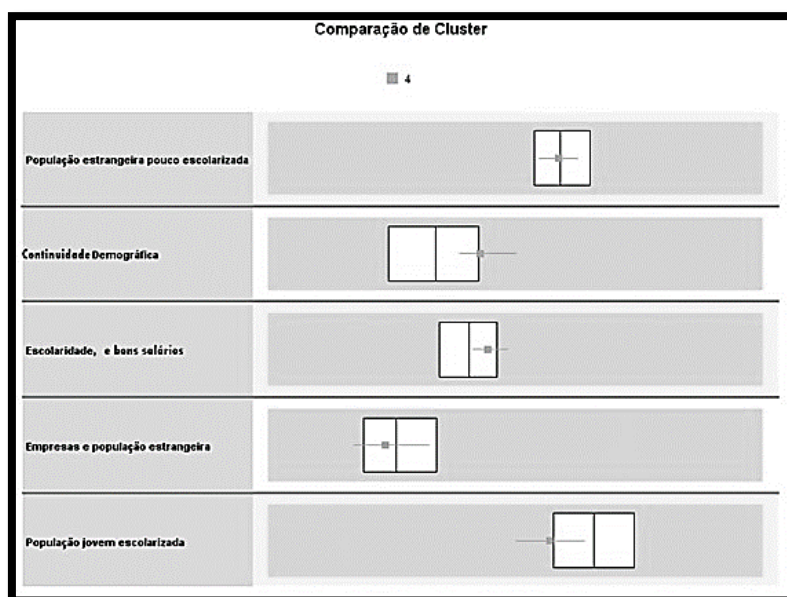 Comparação de Cluster
4
População estrangeira pouco escolarizada
Continuidade Demográfica
Escolaridade, e bons salários
Empresas e população estrangeira
População jovem escolarizada